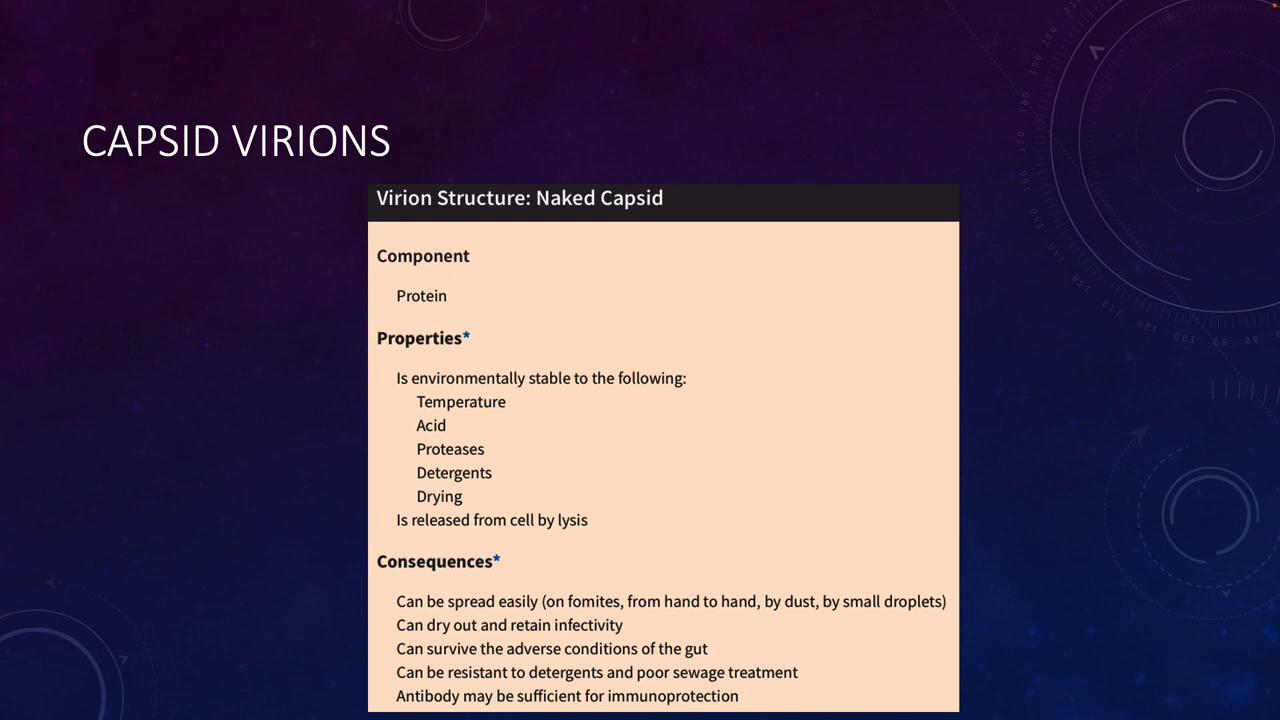 CAPSID VIRIONS
Virion Structure: Naked Capsid
Component
Protein
Properties*
Is environmentally stable to the following:
Temperature
Acid
Proteases
Detergents
Drying
Is released from cell by lysis
Consequences*
Can be spread easily (on fomites, from hand to hand, by dust, by small droplets)
Can dry out and retain infectivity
Can survive the adverse conditions of the gut
Can be resistant to detergents and poor sewage treatment
Antibody may be sufficient for immunoprotection